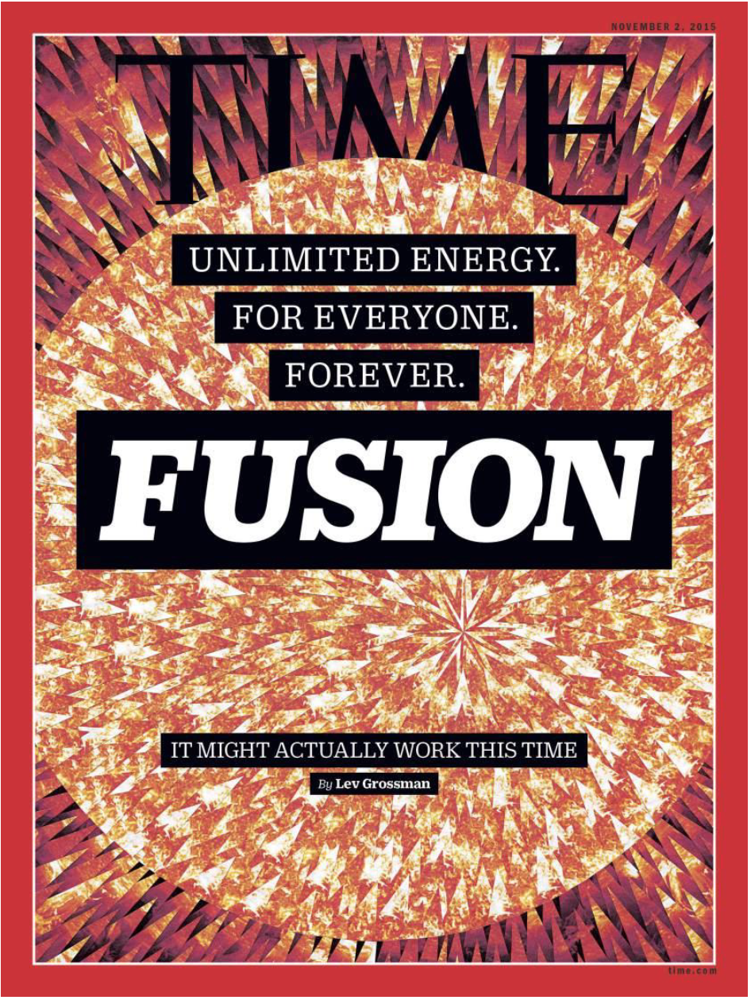 NOVEMBER 2, 2015
TIME
UNLIMITED ENERGY.
FOR EVERYONE.
FOREVER.
FUSION
IT MIGHT ACTUALLY WORK THIS TIME
By Lev Grossman
time.com